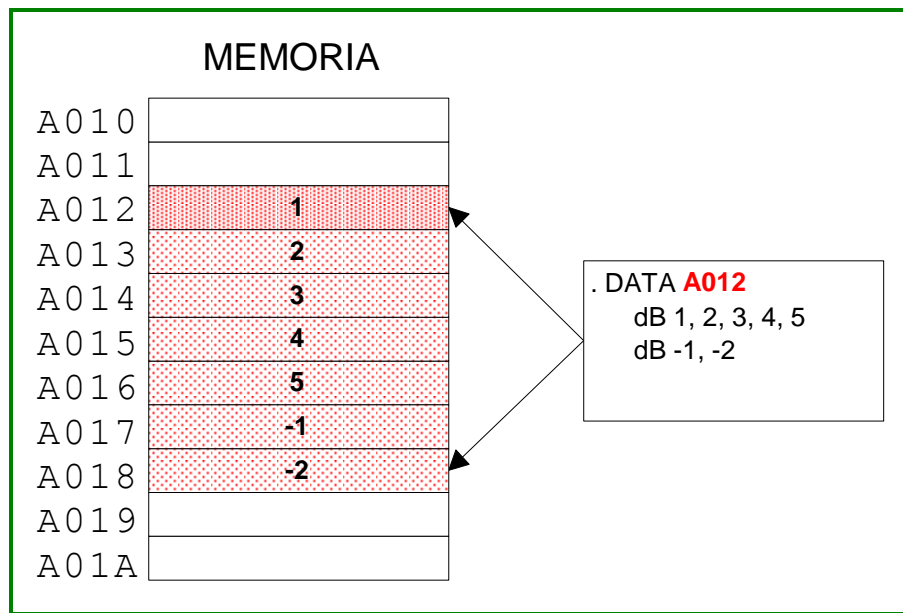 MEMORIA
A010
A011
A012 1
A013 2
A014 3
A015 4
A016 5
A017 -1
A018 -2
A019
A01A
. DATA A012
dB 1, 2, 3, 4, 5
dB -1, -2